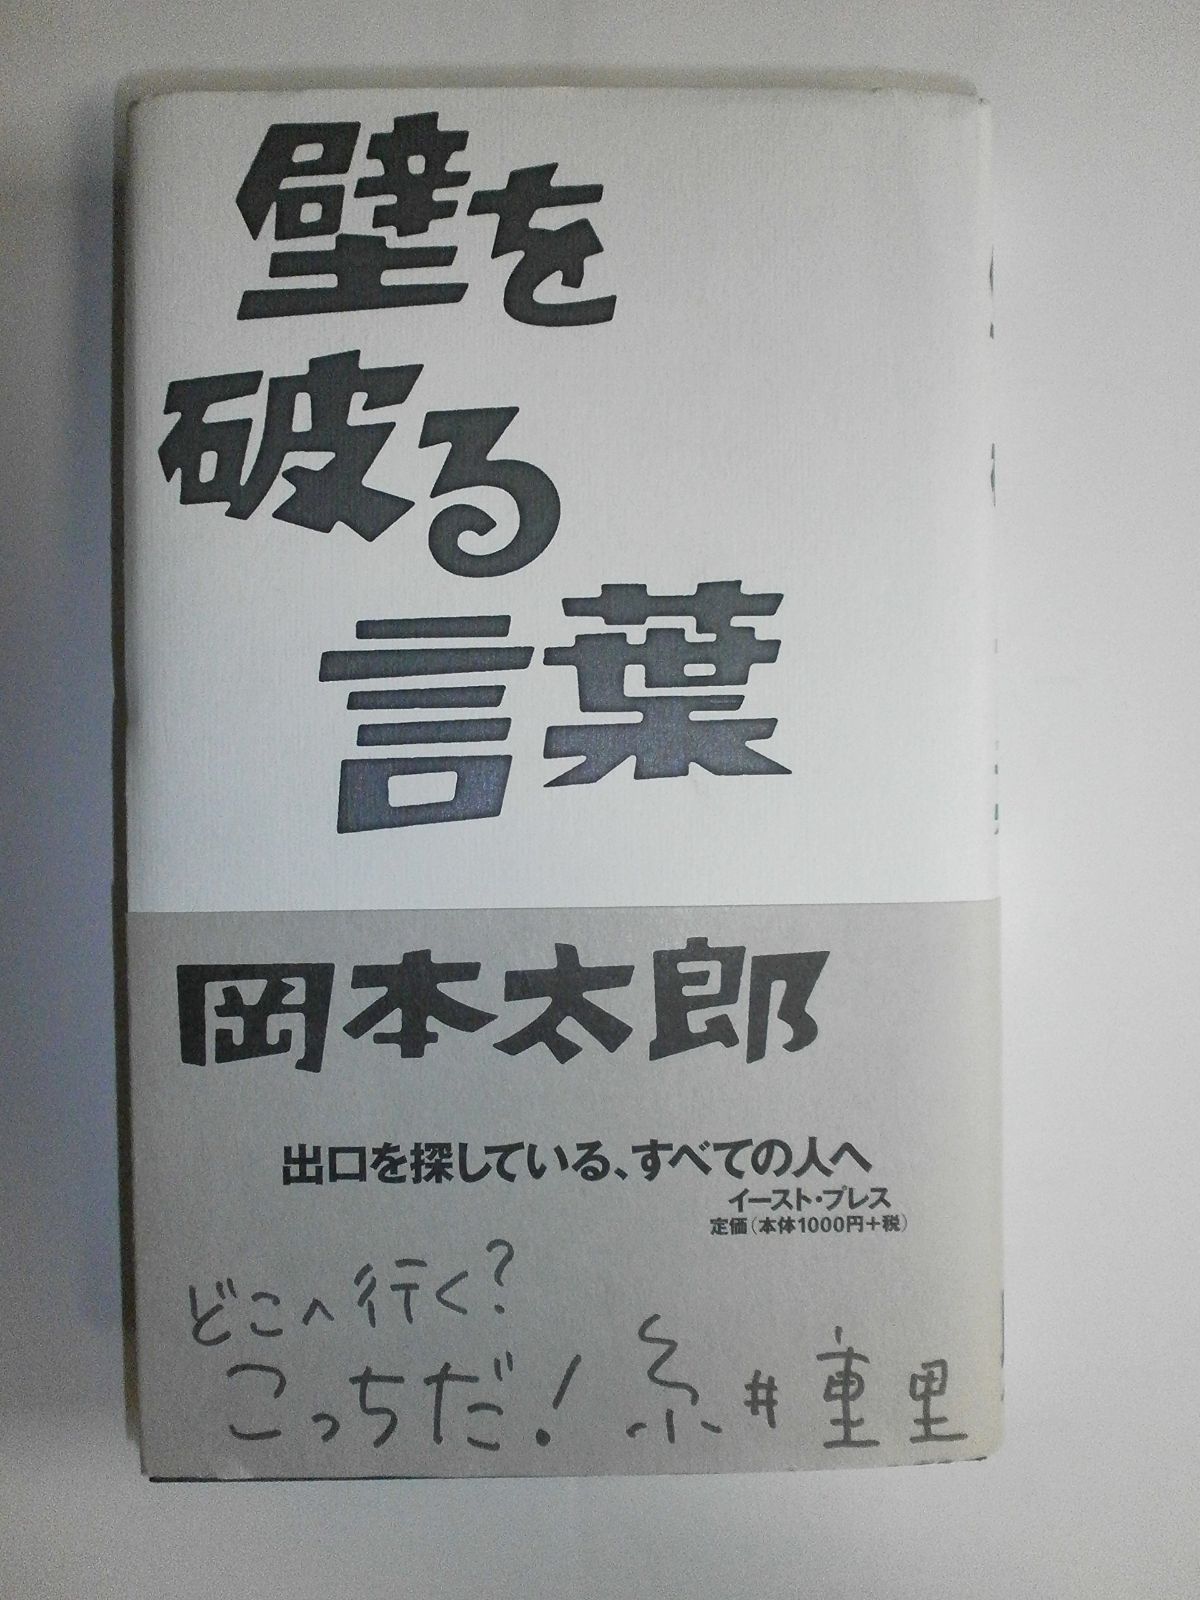 壁を
破る
言葉
岡本太郎
出口を探している、すべての人へ
イースト・プレス
定価（本体1000円＋税）
どこへ行く？
こっちだ！ 糸井重里